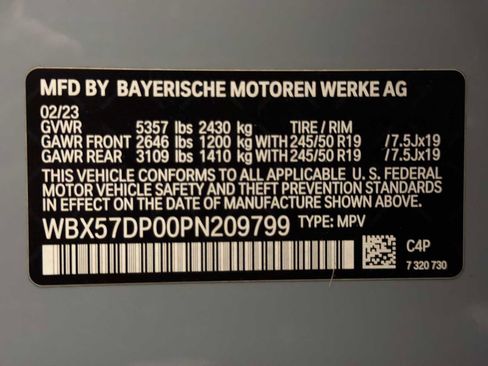 MFD BY BAYERISCHE MOTOREN WERKE AG
02/23
GVWR 5357 lbs 2430 kg TIRE / RIM
GAWR FRONT 2646 lbs 1200 kg WITH 245/50 R19 /7.5Jx19
GAWR REAR 3109 lbs 1410 kg WITH 245/50 R19 /7.5Jx19
THIS VEHICLE CONFORMS TO ALL APPLICABLE U. S. FEDERAL
MOTOR VEHICLE SAFETY AND THEFT PREVENTION STANDARDS
IN EFFECT ON THE DATE OF MANUFACTURE SHOWN ABOVE.
WBX57DP00PN209799 TYPE: MPV
C4P
7 320 730